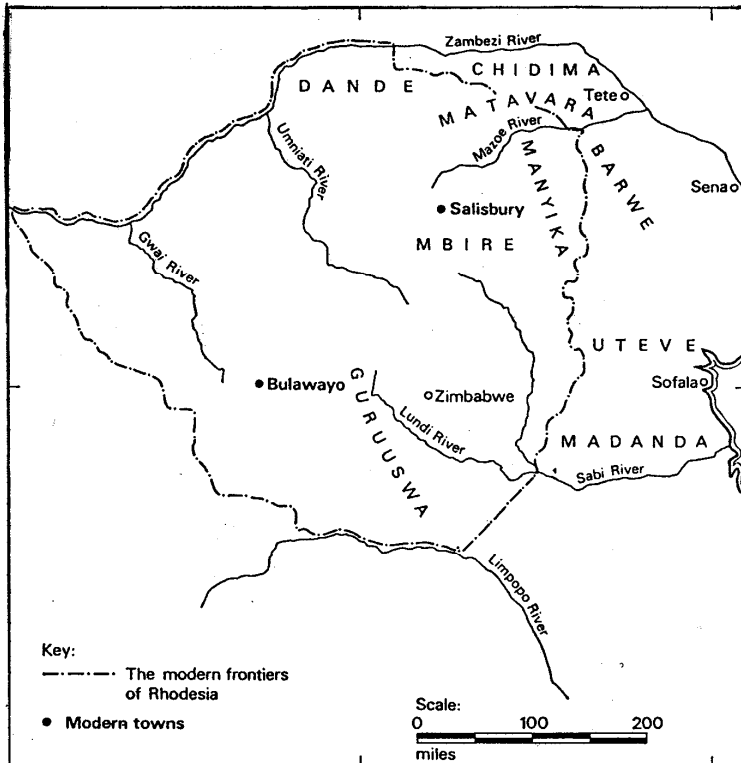 Zambezi River
CHIDIMA
DANDE
Tete
MATAVARA
Mazoe River
Umniati River
MANYIKA
BARWE
Sena
Salisbury
MBIRE
Gwai River
UTEVE
Sofala
Bulawayo
GURUUSWA
Zimbabwe
Lundi River
MADANDA
Sabi River
Limpopo River
Key:
The modern frontiers
of Rhodesia
Modern towns
Scale:
0 100 200
miles